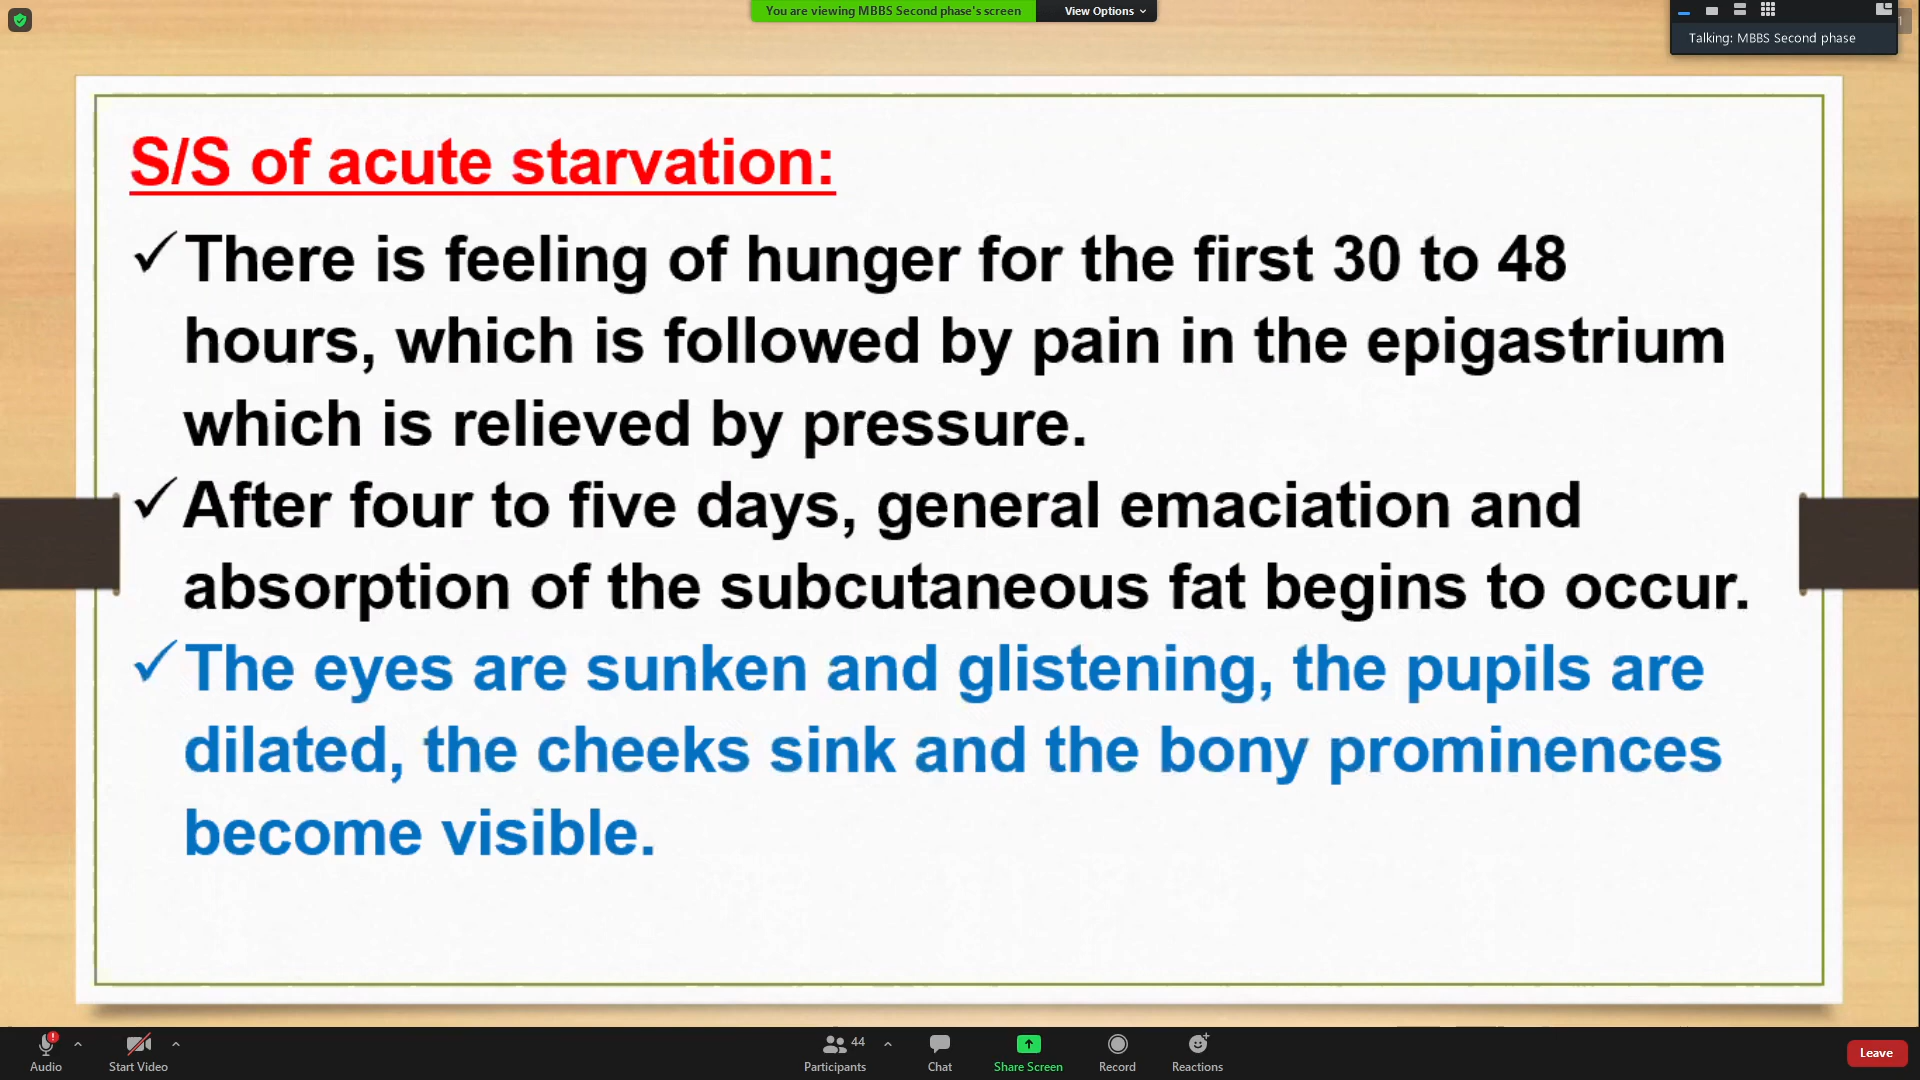 You are viewing MBBS Second phase's screen
View Options
Talking: MBBS Second phase
S/S of acute starvation:
✓There is feeling of hunger for the first 30 to 48
hours, which is followed by pain in the epigastrium
which is relieved by pressure.
✓After four to five days, general emaciation and
absorption of the subcutaneous fat begins to occur.
✓The eyes are sunken and glistening, the pupils are
dilated, the cheeks sink and the bony prominences
become visible.
Audio
Start Video
Participants
44
Chat
Share Screen
Record
Reactions
Leave